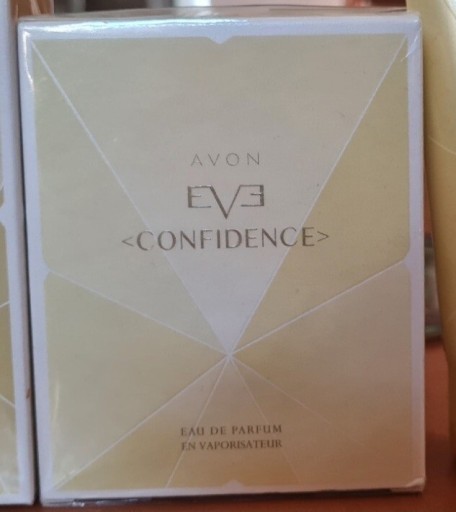 AVON
EVE
<CONFIDENCE>
EAU DE PARFUM
EN VAPORISATEUR